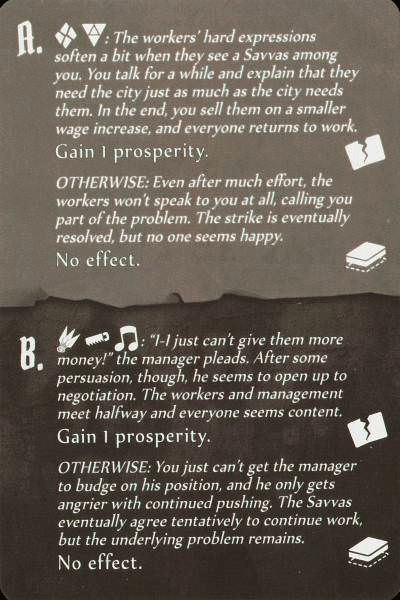 A. : The workers' hard expressions
soften a bit when they see a Savvas among
you. You talk for a while and explain that they
need the city just as much as the city needs
them. In the end, you sell them on a smaller
wage increase, and everyone returns to work.
Gain 1 prosperity.
OTHERWISE: Even after much effort, the
workers won't speak to you at all, calling you
part of the problem. The strike is eventually
resolved, but no one seems happy.
No effect.
B. : "I-I just can't give them more
money!" the manager pleads. After some
persuasion, though, he seems to open up to
negotiation. The workers and management
meet halfway and everyone seems content.
Gain 1 prosperity.
OTHERWISE: You just can't get the manager
to budge on his position, and he only gets
angrier with continued pushing. The Savvas
eventually agree tentatively to continue work,
but the underlying problem remains.
No effect.